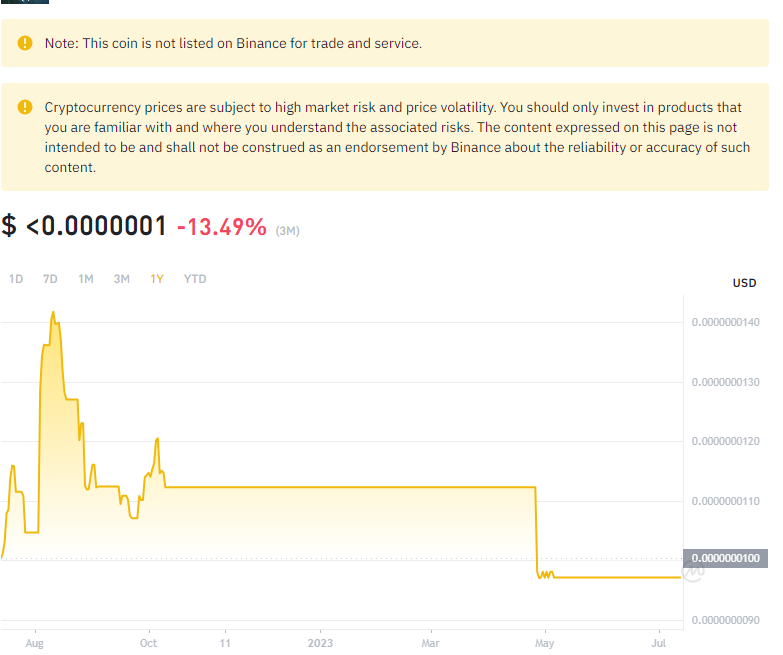 Note: This coin is not listed on Binance for trade and service.
Cryptocurrency prices are subject to high market risk and price volatility. You should only invest in products that
you are familiar with and where you understand the associated risks. The content expressed on this page is not
intended to be and shall not be construed as an endorsement by Binance about the reliability or accuracy of such
content.
$ <0.0000001 -13.49% (3M)
1D 7D 1M 3M 1Y YTD
USD
0.0000000140
0.0000000130
0.0000000120
0.0000000110
0.0000000100
0.0000000090
Aug Oct 11 2023 Mar May Jul